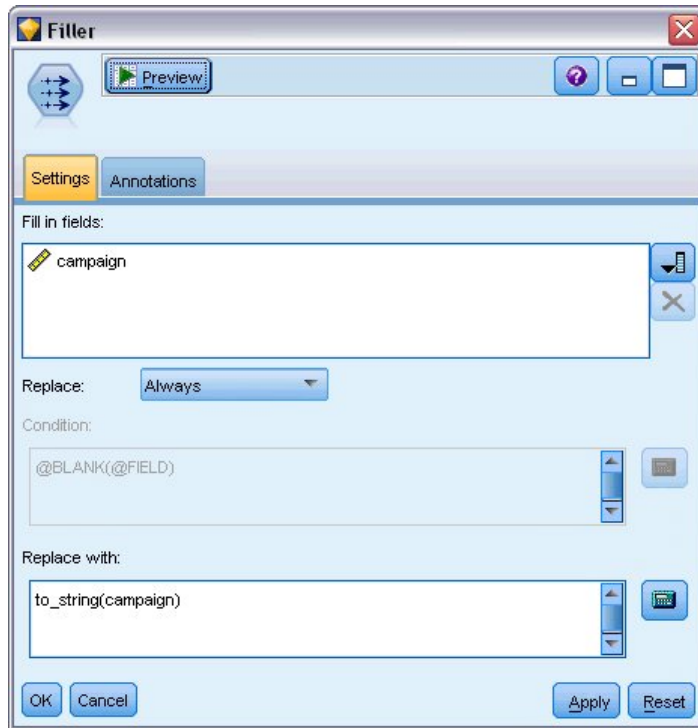 Filler
Preview
?
Settings
Annotations
Fill in fields:
campaign
Replace: Always
Condition:
@BLANK(@FIELD)
Replace with:
to_string(campaign)
OK Cancel Apply Reset